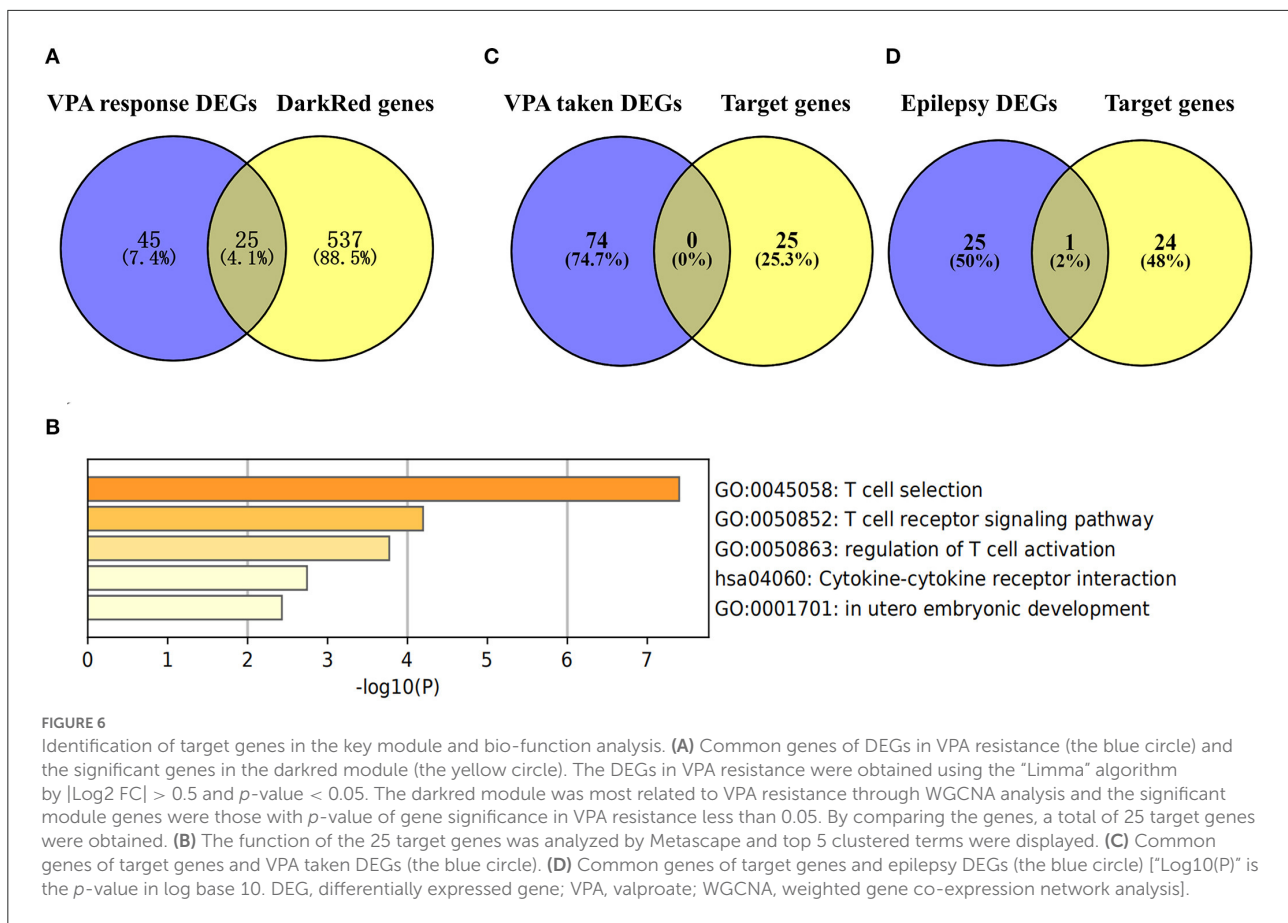 A
C
D
VPA response DEGs
DarkRed genes
VPA taken DEGs
Target genes
Epilepsy DEGs
Target genes
45
(7.4%)
25
(4.1%)
537
(88.5%)
74
(74.7%)
0
(0%)
25
(25.3%)
25
(50%)
1
(2%)
24
(48%)
B
GO:0045058: T cell selection
GO:0050852: T cell receptor signaling pathway
GO:0050863: regulation of T cell activation
hsa04060: Cytokine-cytokine receptor interaction
GO:0001701: in utero embryonic development
0 1 2 3 4 5 6 7
-log10(P)
FIGURE 6
Identification of target genes in the key module and bio-function analysis. (A) Common genes of DEGs in VPA resistance (the blue circle) and
the significant genes in the darkred module (the yellow circle). The DEGs in VPA resistance were obtained using the “Limma” algorithm
by |Log2 FC| > 0.5 and p-value < 0.05. The darkred module was most related to VPA resistance through WGCNA analysis and the significant
module genes were those with p-value of gene significance in VPA resistance less than 0.05. By comparing the genes, a total of 25 target genes
were obtained. (B) The function of the 25 target genes was analyzed by Metascape and top 5 clustered terms were displayed. (C) Common
genes of target genes and VPA taken DEGs (the blue circle). (D) Common genes of target genes and epilepsy DEGs (the blue circle) [“Log10(P)” is
the p-value in log base 10. DEG, differentially expressed gene; VPA, valproate; WGCNA, weighted gene co-expression network analysis].